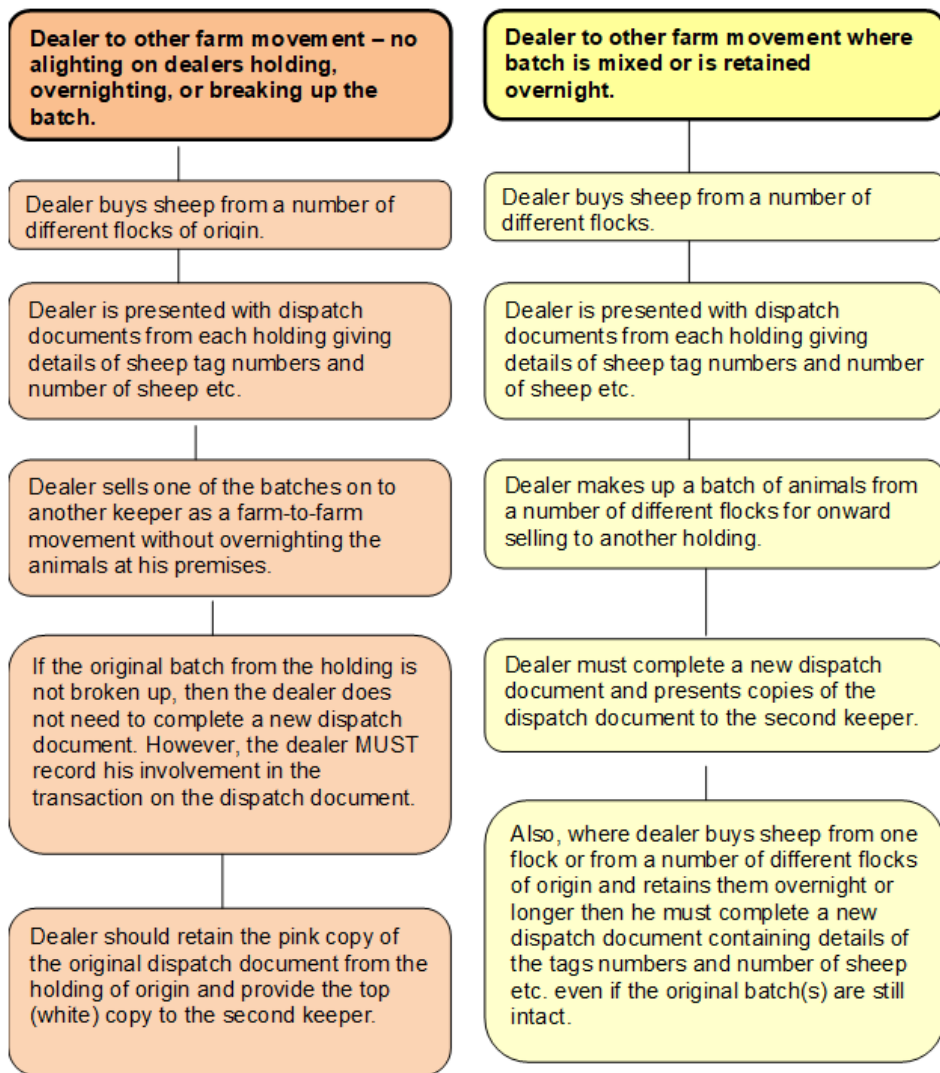 Dealer to other farm movement – no
alighting on dealers holding,
overnighting, or breaking up the
batch.
Dealer buys sheep from a number of
different flocks of origin.
Dealer is presented with dispatch
documents from each holding giving
details of sheep tag numbers and
number of sheep etc.
Dealer sells one of the batches on to
another keeper as a farm-to-farm
movement without overnighting the
animals at his premises.
If the original batch from the holding is
not broken up, then the dealer does
not need to complete a new dispatch
document. However, the dealer MUST
record his involvement in the
transaction on the dispatch document.
Dealer should retain the pink copy of
the original dispatch document from the
holding of origin and provide the top
(white) copy to the second keeper.
Dealer to other farm movement where
batch is mixed or is retained
overnight.
Dealer buys sheep from a number of
different flocks.
Dealer is presented with dispatch
documents from each holding giving
details of sheep tag numbers and number
of sheep etc.
Dealer makes up a batch of animals from
a number of different flocks for onward
selling to another holding.
Dealer must complete a new dispatch
document and presents copies of the
dispatch document to the second keeper.
Also, where dealer buys sheep from one
flock or from a number of different flocks
of origin and retains them overnight or
longer then he must complete a new
dispatch document containing details of
the tags numbers and number of sheep
etc. even if the original batch(s) are still
intact.